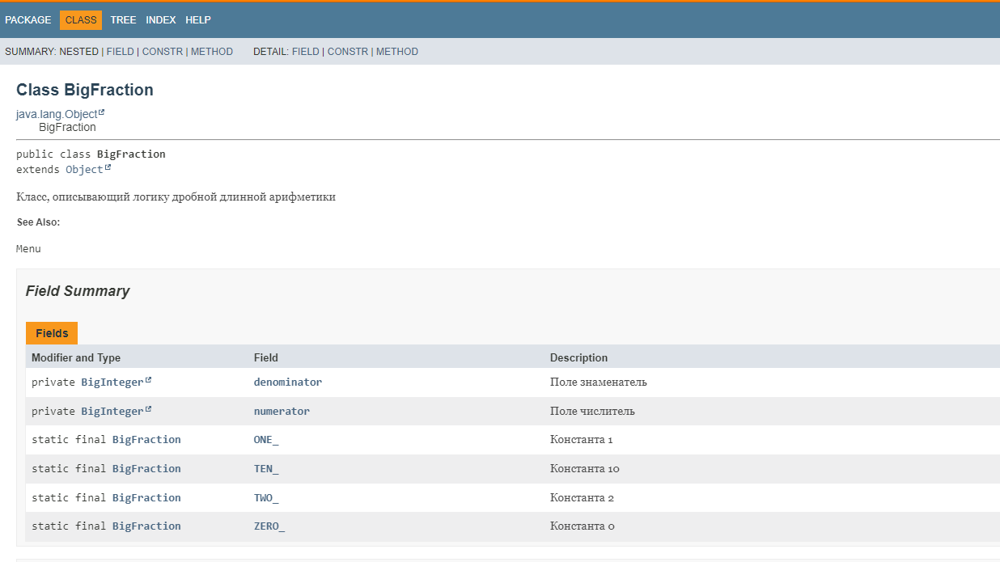 PACKAGE CLASS TREE INDEX HELP
SUMMARY: NESTED | FIELD | CONSTR | METHOD DETAIL: FIELD | CONSTR | METHOD
Class BigFraction
java.lang.Object
BigFraction
public class BigFraction
extends Object
Класс, описывающий логику дробной длинной арифметики
See Also:
Menu
Field Summary
Fields
Modifier and Type Field Description
private BigInteger denominator Поле знаменатель
private BigInteger numerator Поле числитель
static final BigFraction ONE_ Константа 1
static final BigFraction TEN_ Константа 10
static final BigFraction TWO_ Константа 2
static final BigFraction ZERO_ Константа 0